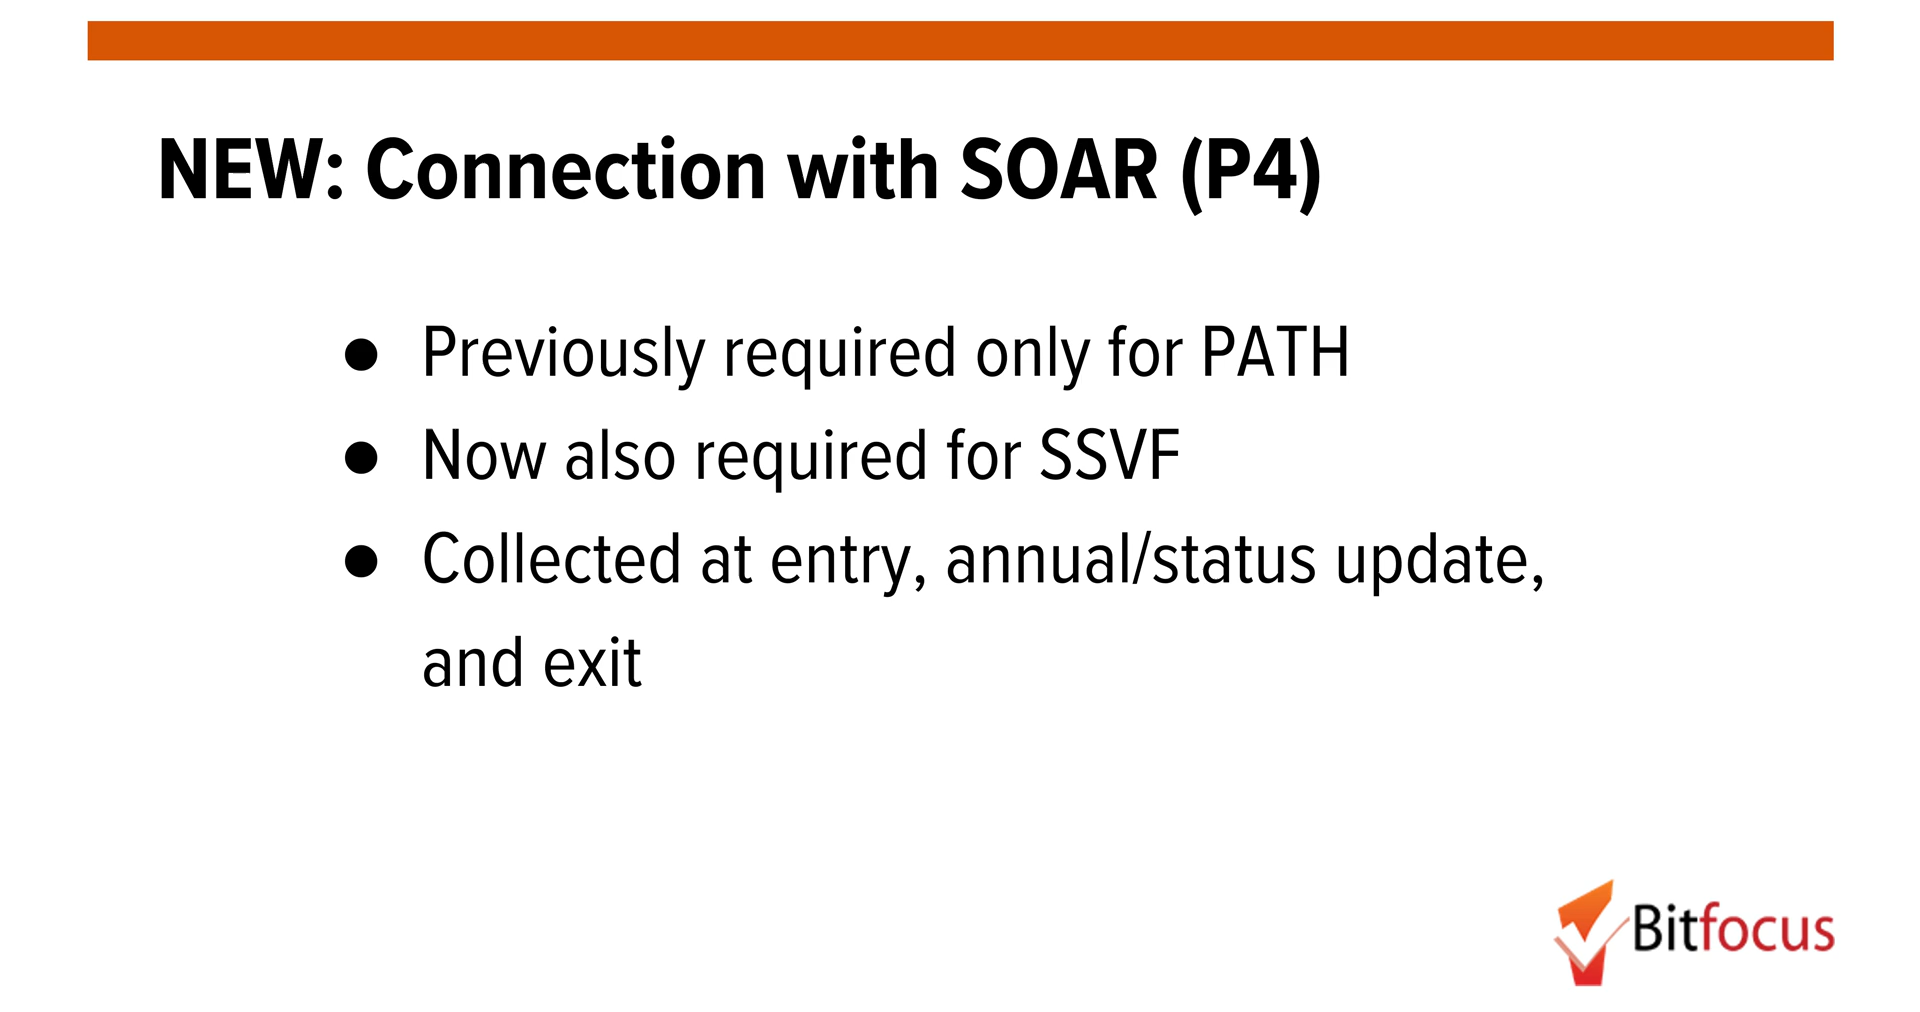 NEW: Connection with SOAR (P4)
● Previously required only for PATH
● Now also required for SSVF
● Collected at entry, annual/status update,
and exit
Bitfocus